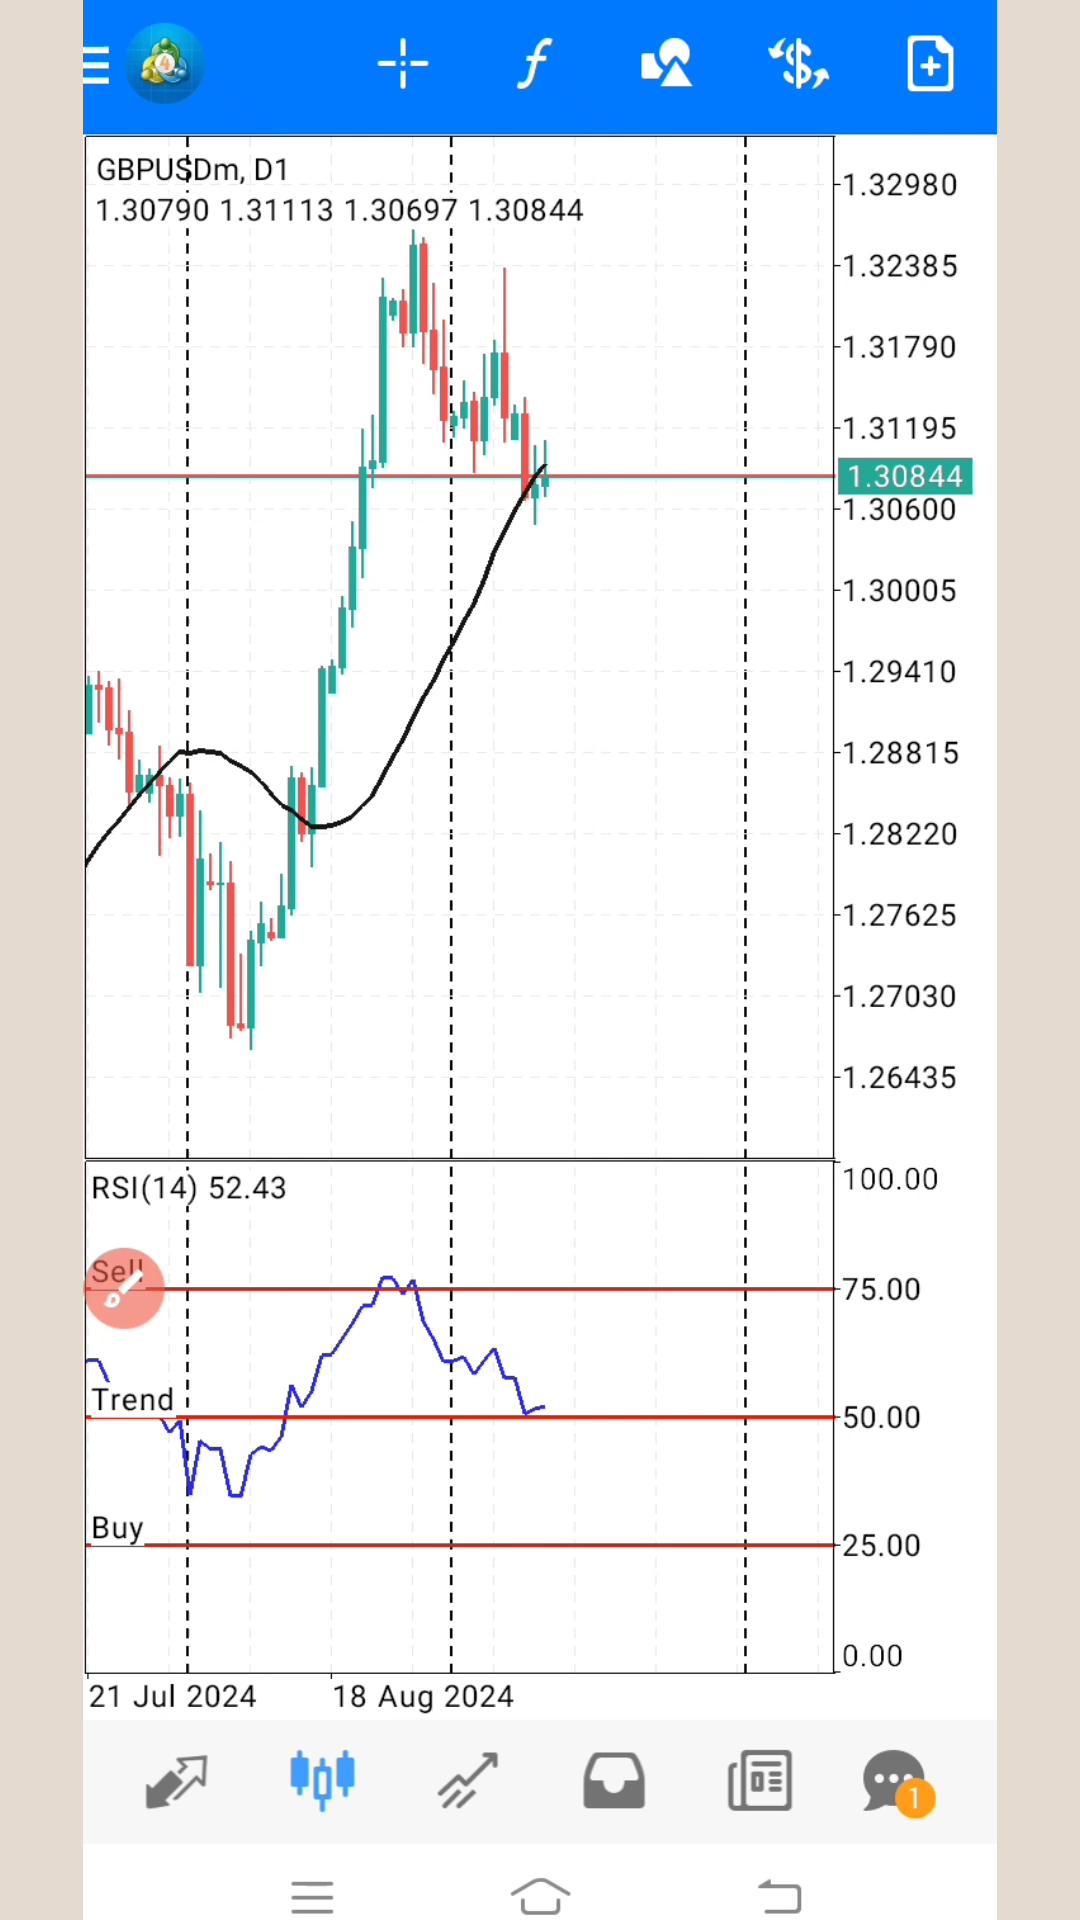 4
GBPUSDm, D1
1.30790 1.31113 1.30697 1.30844
1.32980
1.32385
1.31790
1.31195
1.30844
1.30600
1.30005
1.29410
1.28815
1.28220
1.27625
1.27030
1.26435
RSI(14) 52.43
100.00
Sell
75.00
Trend
50.00
Buy
25.00
0.00
21 Jul 2024
18 Aug 2024
1